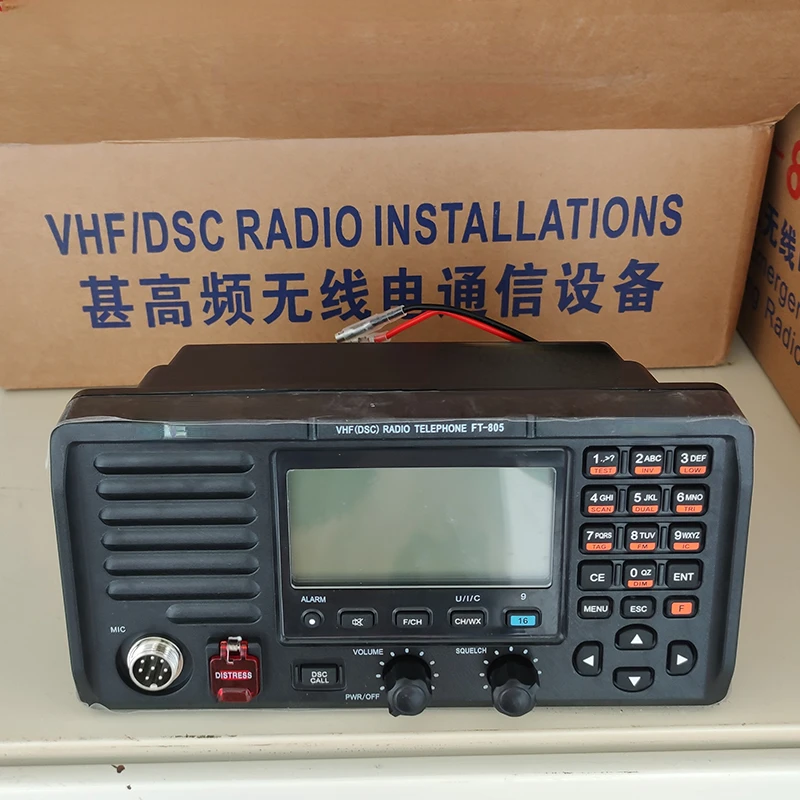 VHF/DSC RADIO INSTALLATIONS
甚高频无线电通信设备
VHF(DSC) RADIO TELEPHONE FT-805
1 .>?
TEST
2 ABC
INV
3 DEF
LOW
4 GHI
SCAN
5 JKL
DUAL
6 MNO
TRI
7 PQRS
TAG
8 TUV
FM
9 WXYZ
IC
CE
0 QZ
DIM
ENT
MENU
ESC
F
ALARM
U/I/C
9
F/CH
CH/WX
16
MIC
DISTRESS
DSC
CALL
VOLUME
PWR/OFF
SQUELCH
无线